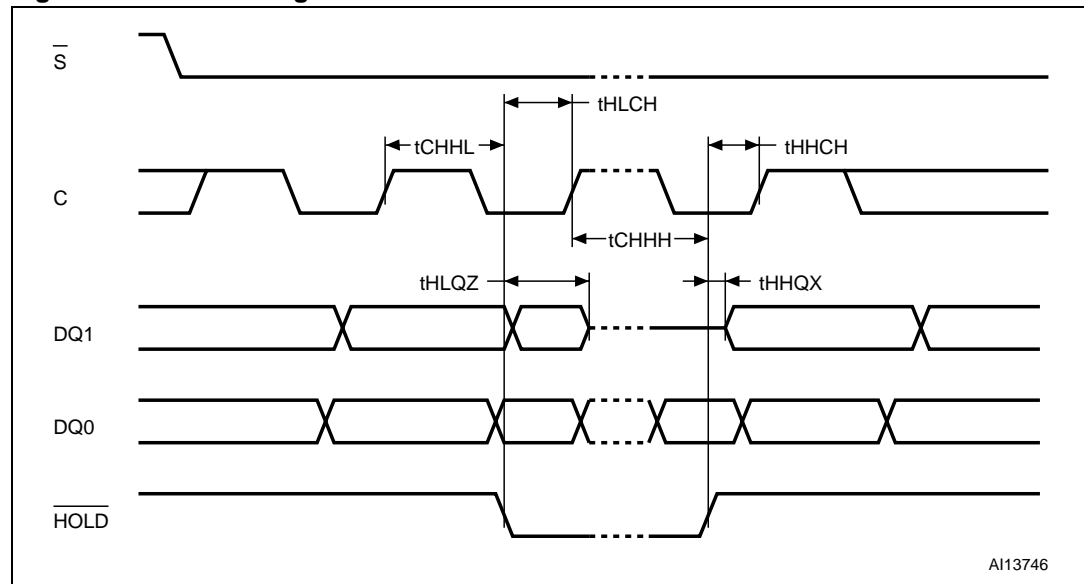 S
tHLCH
tCHHL
tHHCH
C
tCHHH
tHLQZ
tHHQX
DQ1
DQ0
HOLD
AI13746